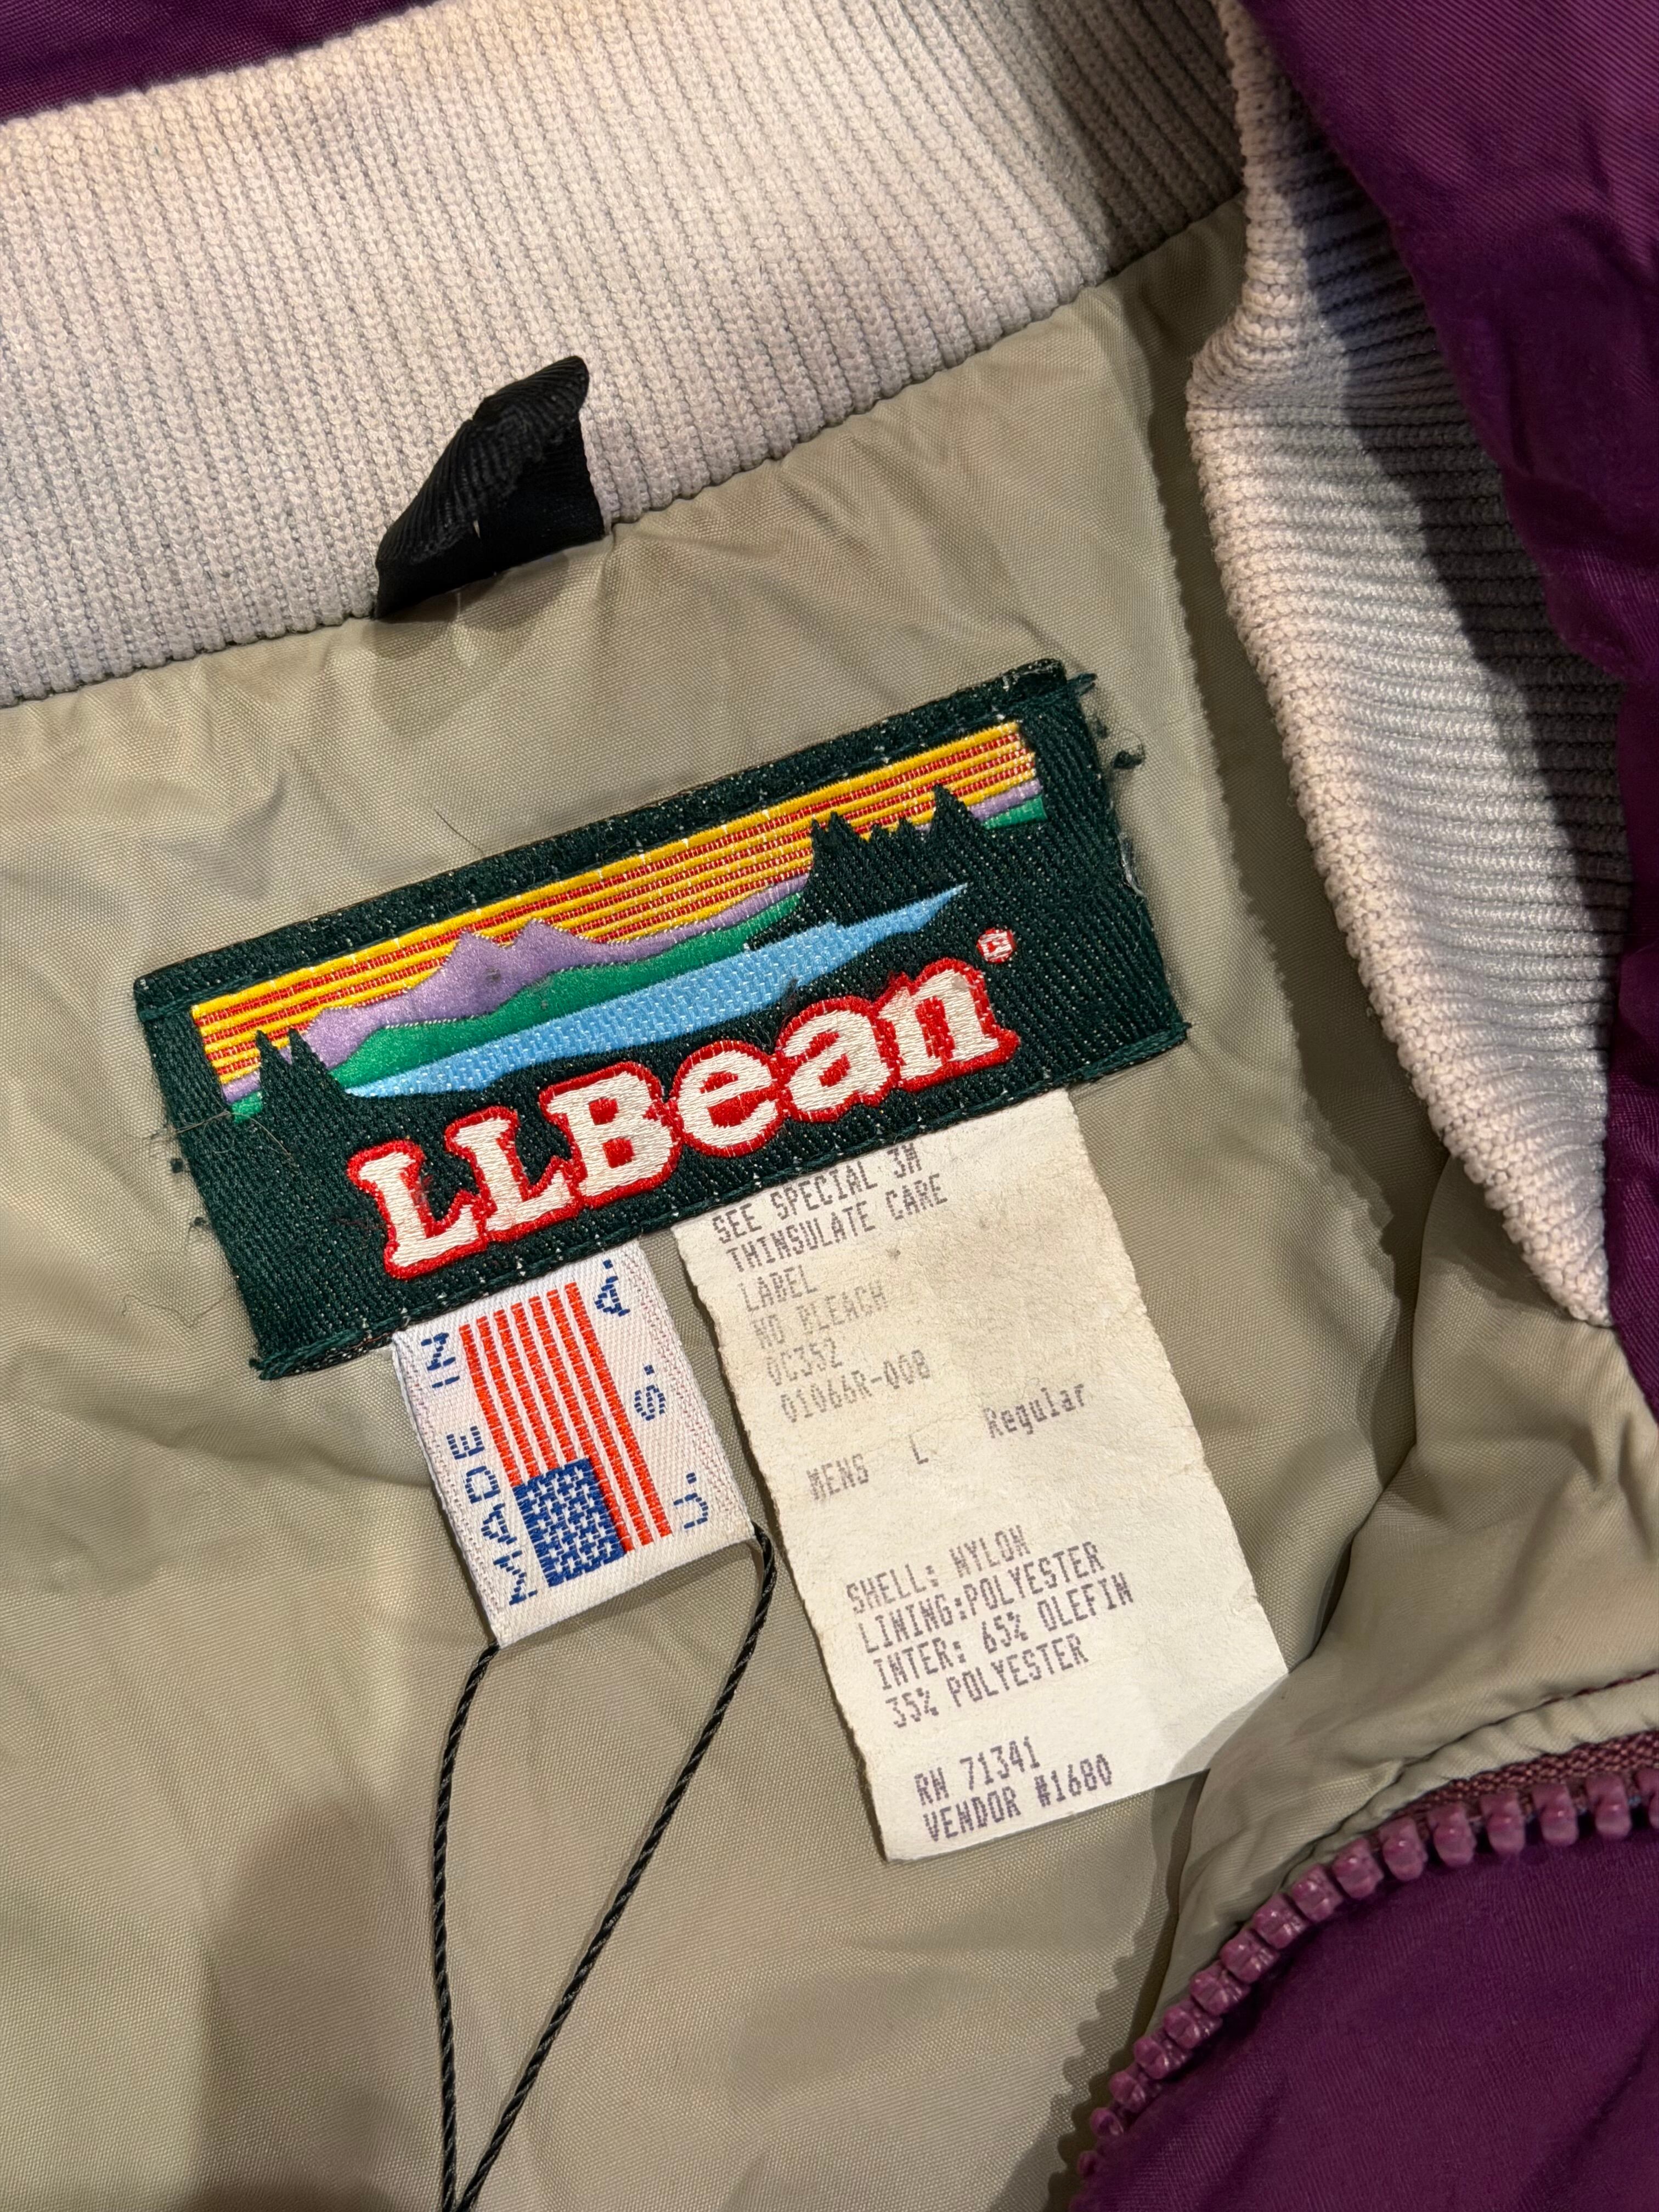 LLBean®
MADE IN
U. S. A.
SEE SPECIAL 3M
THINSULATE CARE
LABEL
NO BLEACH
0C352
01066R-008
MENS L Regular
SHELL: NYLON
LINING:POLYESTER
INTER: 65% OLEFIN
35% POLYESTER
RN 71341
VENDOR #1680